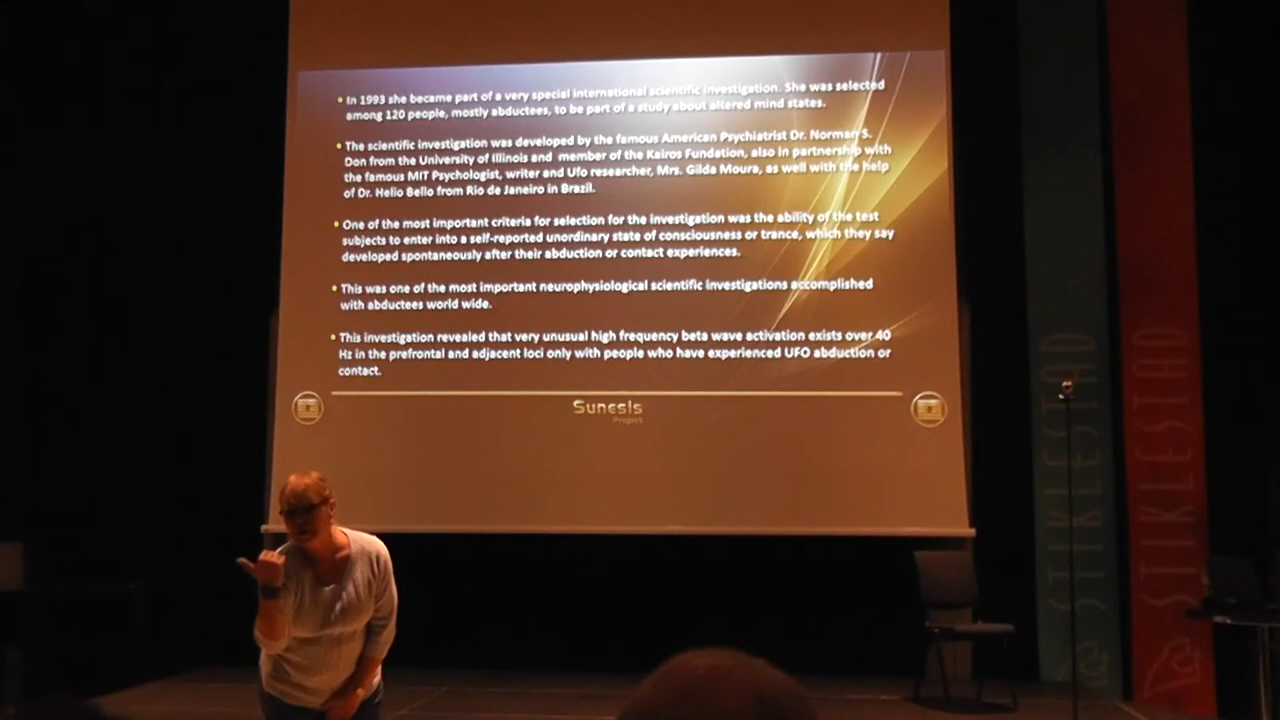 • In 1993 she became part of a very special international scientific investigation. She was selected
among 120 people, mostly abductees, to be part of a study about altered mind states.
• The scientific investigation was developed by the famous American Psychiatrist Dr. Norman S.
Don from the University of Illinois and member of the Kairos Foundation, also in partnership with
the famous MIT Psychologist, writer and Ufo researcher, Mrs. Gilda Moura, as well with the help
of Dr. Helio Bello from Rio de Janeiro in Brazil.
• One of the most important criteria for selection for the investigation was the ability of the test
subjects to enter into a self-reported unordinary state of consciousness or trance, which they say
developed spontaneously after their abduction or contact experiences.
• This was one of the most important neurophysiological scientific investigations accomplished
with abductees world wide.
• This investigation revealed that very unusual high frequency beta wave activation exists over 40
Hz in the prefrontal and adjacent loci only with people who have experienced UFO abduction or
contact.
Sunesis
Project
STIKLESTAD
STIKLESTAD